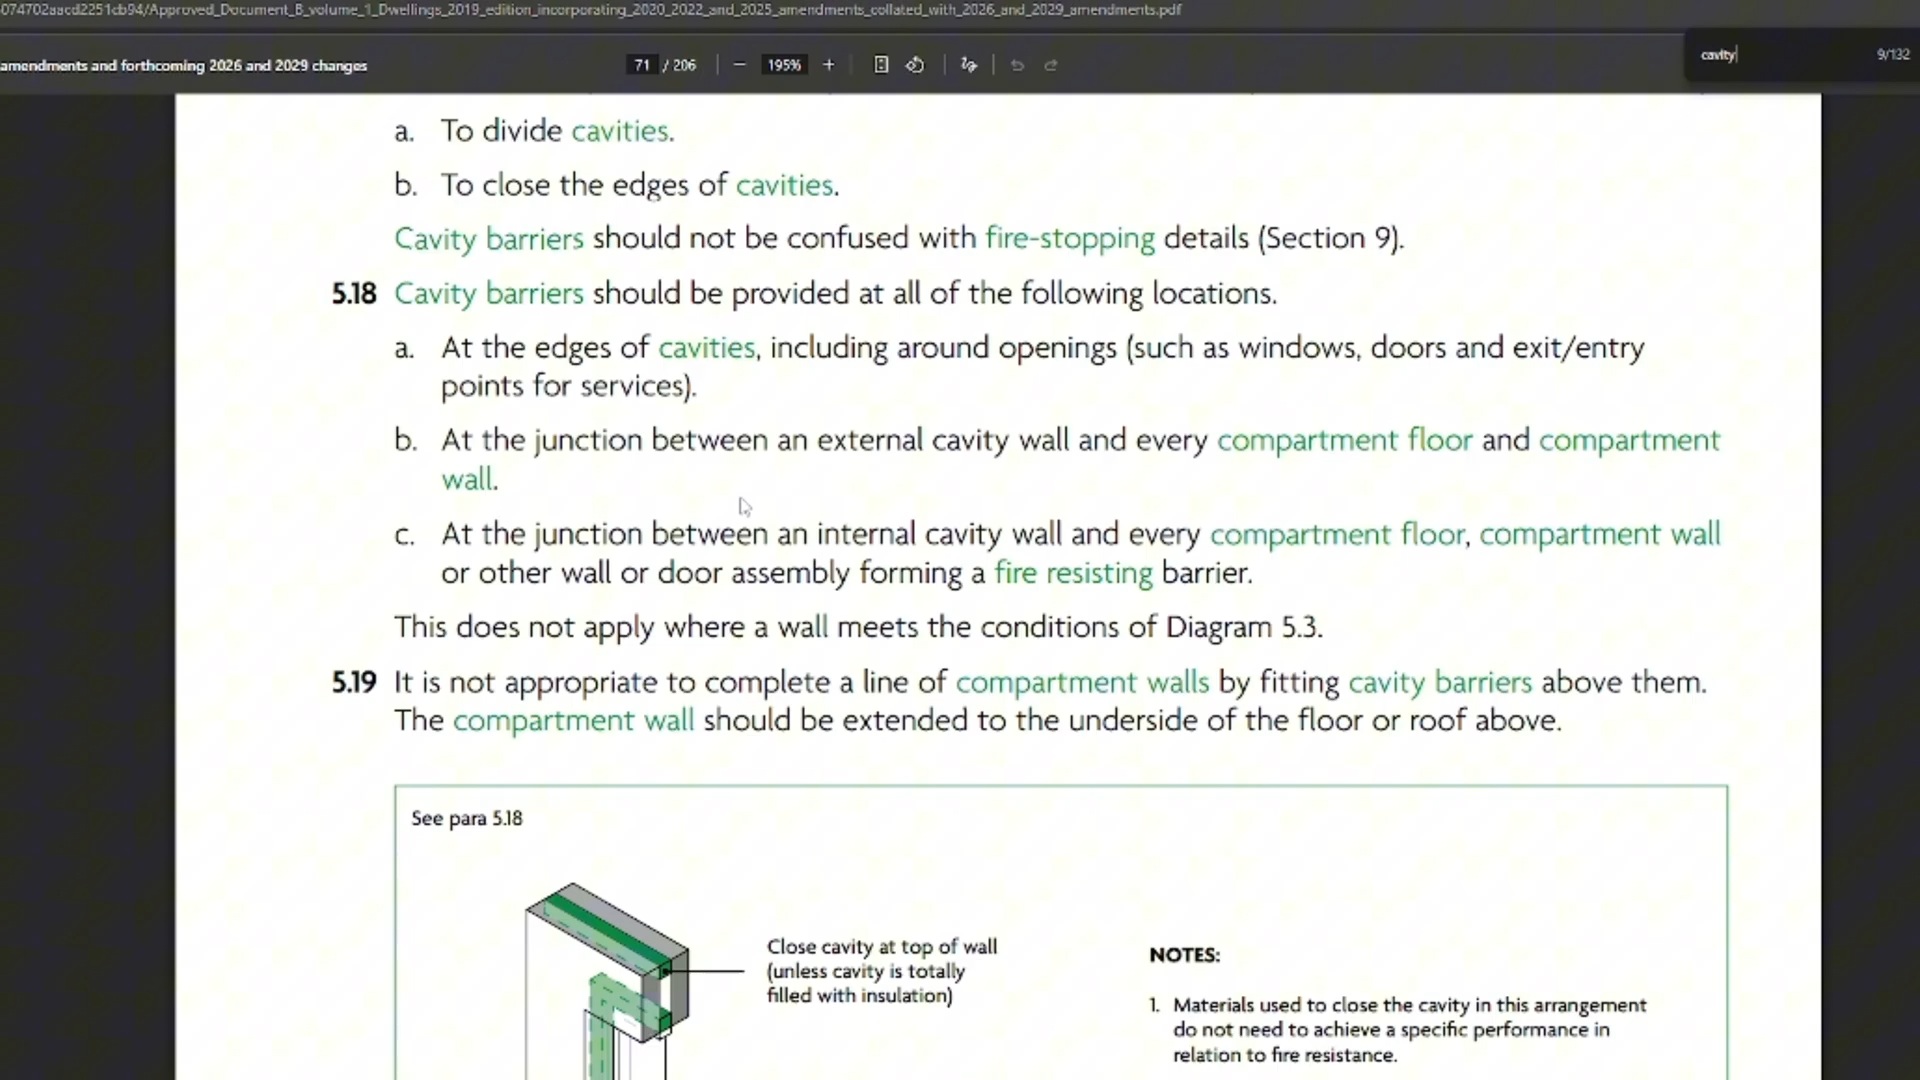 074702aacd2251cb94/Approved_Document_B_volume_1_Dwellings_2019_edition_incorporating_2020_2022_and_2025_amendments_collated_with_2026_and_2029_amendments.pdf
amendments and forthcoming 2026 and 2029 changes
71 / 206
195%
cavity
9/132
a. To divide cavities.
b. To close the edges of cavities.
Cavity barriers should not be confused with fire-stopping details (Section 9).
5.18 Cavity barriers should be provided at all of the following locations.
a. At the edges of cavities, including around openings (such as windows, doors and exit/entry
points for services).
b. At the junction between an external cavity wall and every compartment floor and compartment
wall.
c. At the junction between an internal cavity wall and every compartment floor, compartment wall
or other wall or door assembly forming a fire resisting barrier.
This does not apply where a wall meets the conditions of Diagram 5.3.
5.19 It is not appropriate to complete a line of compartment walls by fitting cavity barriers above them.
The compartment wall should be extended to the underside of the floor or roof above.
See para 5.18
Close cavity at top of wall
(unless cavity is totally
filled with insulation)
NOTES:
1. Materials used to close the cavity in this arrangement
do not need to achieve a specific performance in
relation to fire resistance.